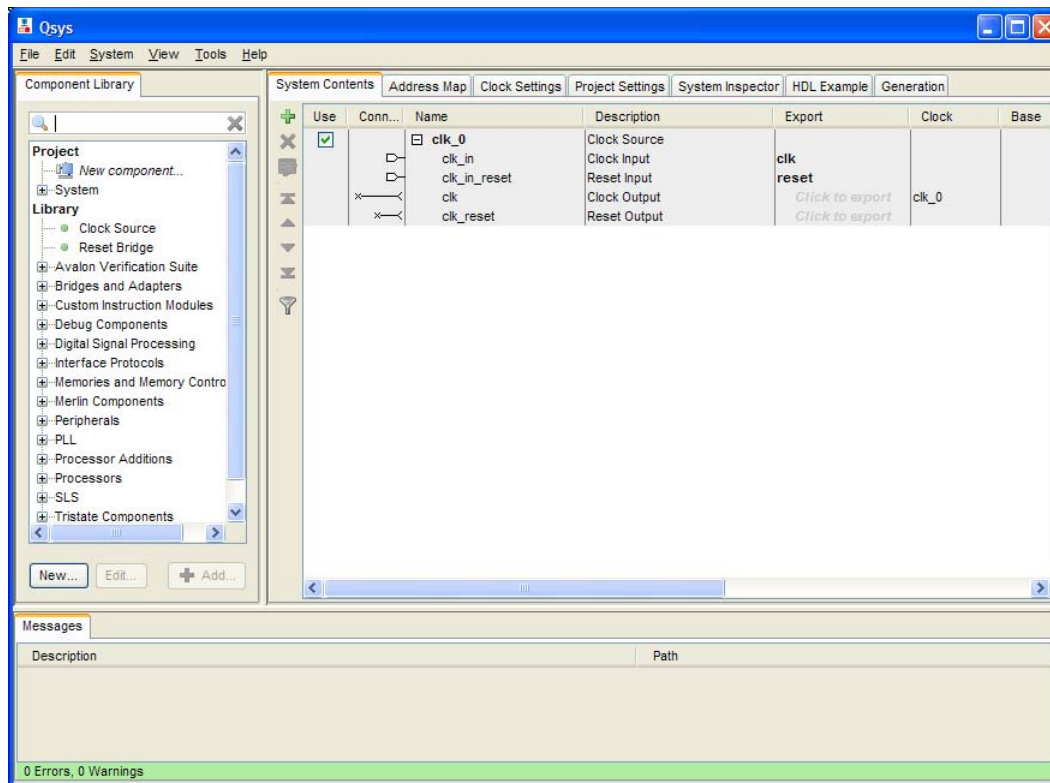 Qsys
File Edit System View Tools Help
Component Library
Project
New component...
System
Library
Clock Source
Reset Bridge
Avalon Verification Suite
Bridges and Adapters
Custom Instruction Modules
Debug Components
Digital Signal Processing
Interface Protocols
Memories and Memory Contro
Merlin Components
Peripherals
PLL
Processor Additions
Processors
SLS
Tristate Components
New... Edit... Add...
System Contents Address Map Clock Settings Project Settings System Inspector HDL Example Generation
Use Conn... Name Description Export Clock Base
clk_0 Clock Source
clk_in Clock Input clk
clk_in_reset Reset Input reset
clk Clock Output Click to export clk_0
clk_reset Reset Output Click to export
Messages
Description Path
0 Errors, 0 Warnings